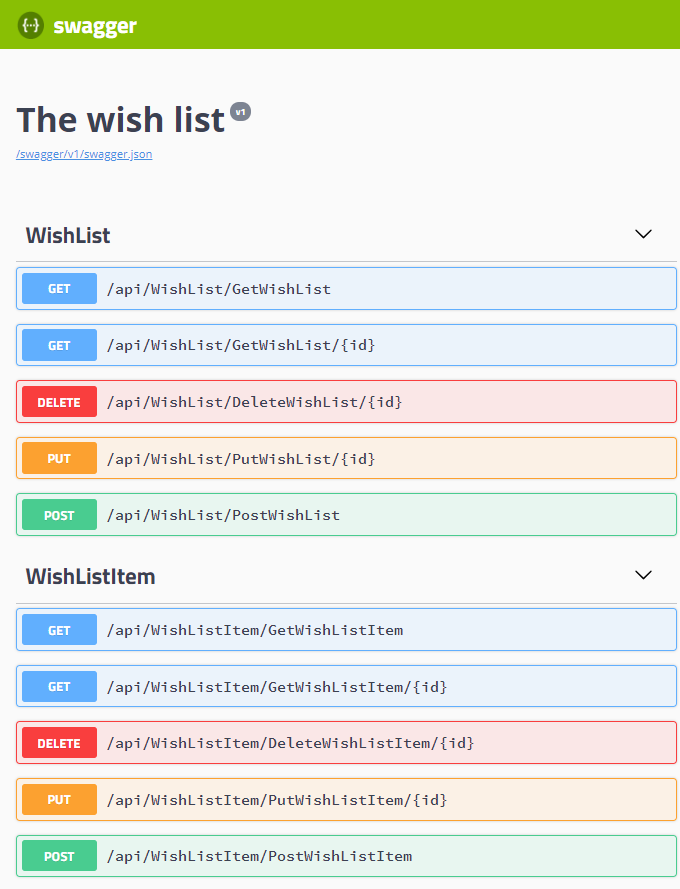 {···} swagger
The wish list v1
/swagger/v1/swagger.json
WishList
GET /api/WishList/GetWishList
GET /api/WishList/GetWishList/{id}
DELETE /api/WishList/DeleteWishList/{id}
PUT /api/WishList/PutWishList/{id}
POST /api/WishList/PostWishList
WishListItem
GET /api/WishListItem/GetWishListItem
GET /api/WishListItem/GetWishListItem/{id}
DELETE /api/WishListItem/DeleteWishListItem/{id}
PUT /api/WishListItem/PutWishListItem/{id}
POST /api/WishListItem/PostWishListItem